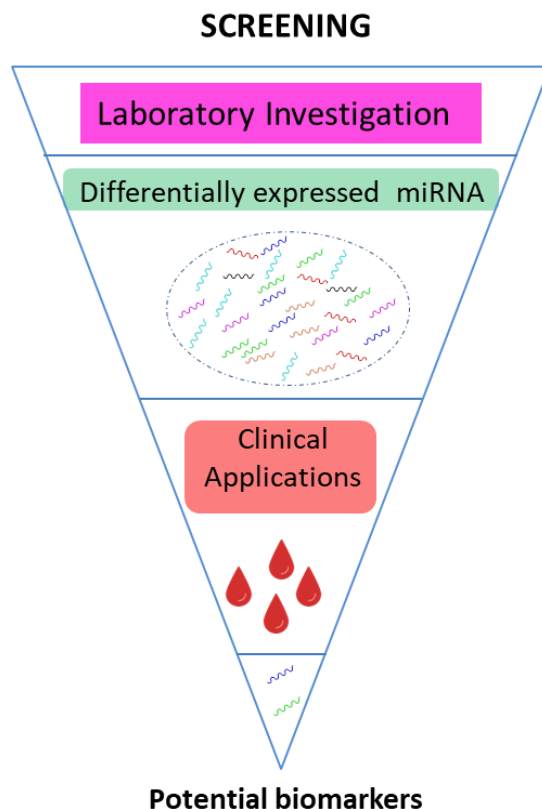 SCREENING
Laboratory Investigation
Differentially expressed miRNA
Clinical
Applications
Potential biomarkers